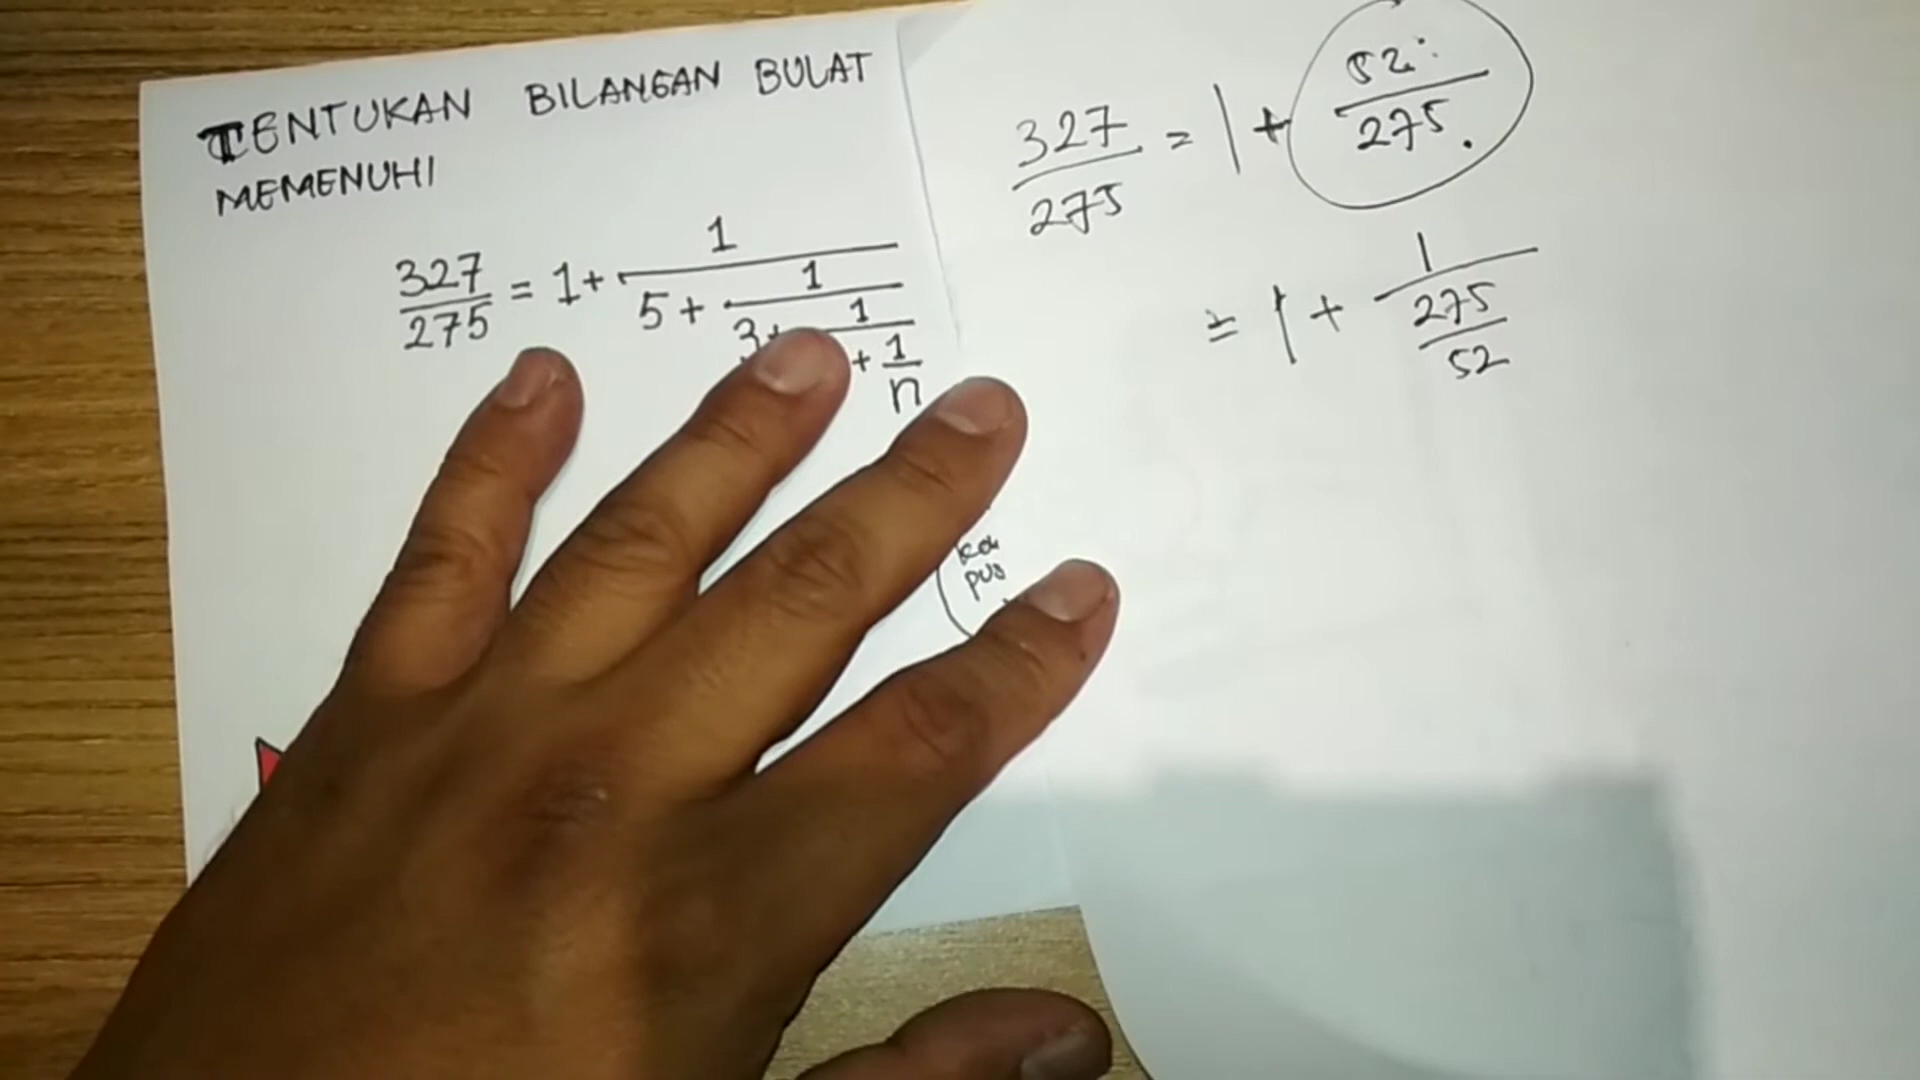 TENTUKAN BILANGAN BULAT
MEMENUHI
327/275 = 1 + 1/(5 + 1/(3 + 1/( + 1/n)))
327/275 = 1 + 52/275
= 1 + 1/(275/52)